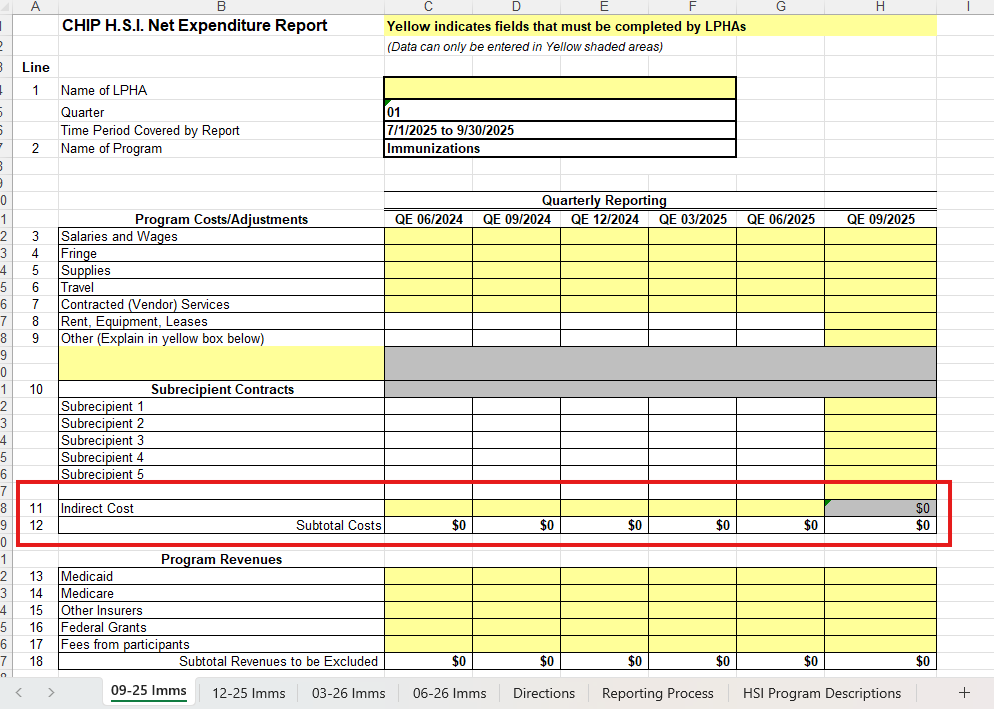 A B C D E F G H I
CHIP H.S.I. Net Expenditure Report Yellow indicates fields that must be completed by LPHAs
(Data can only be entered in Yellow shaded areas)
Line
1 Name of LPHA
Quarter 01
Time Period Covered by Report 7/1/2025 to 9/30/2025
2 Name of Program Immunizations
Quarterly Reporting
Program Costs/Adjustments QE 06/2024 QE 09/2024 QE 12/2024 QE 03/2025 QE 06/2025 QE 09/2025
3 Salaries and Wages
4 Fringe
5 Supplies
6 Travel
7 Contracted (Vendor) Services
8 Rent, Equipment, Leases
9 Other (Explain in yellow box below)
10 Subrecipient Contracts
Subrecipient 1
Subrecipient 2
Subrecipient 3
Subrecipient 4
Subrecipient 5
11 Indirect Cost $0
12 Subtotal Costs $0 $0 $0 $0 $0 $0
Program Revenues
13 Medicaid
14 Medicare
15 Other Insurers
16 Federal Grants
17 Fees from participants
18 Subtotal Revenues to be Excluded $0 $0 $0 $0 $0 $0
09-25 Imms 12-25 Imms 03-26 Imms 06-26 Imms Directions Reporting Process HSI Program Descriptions +